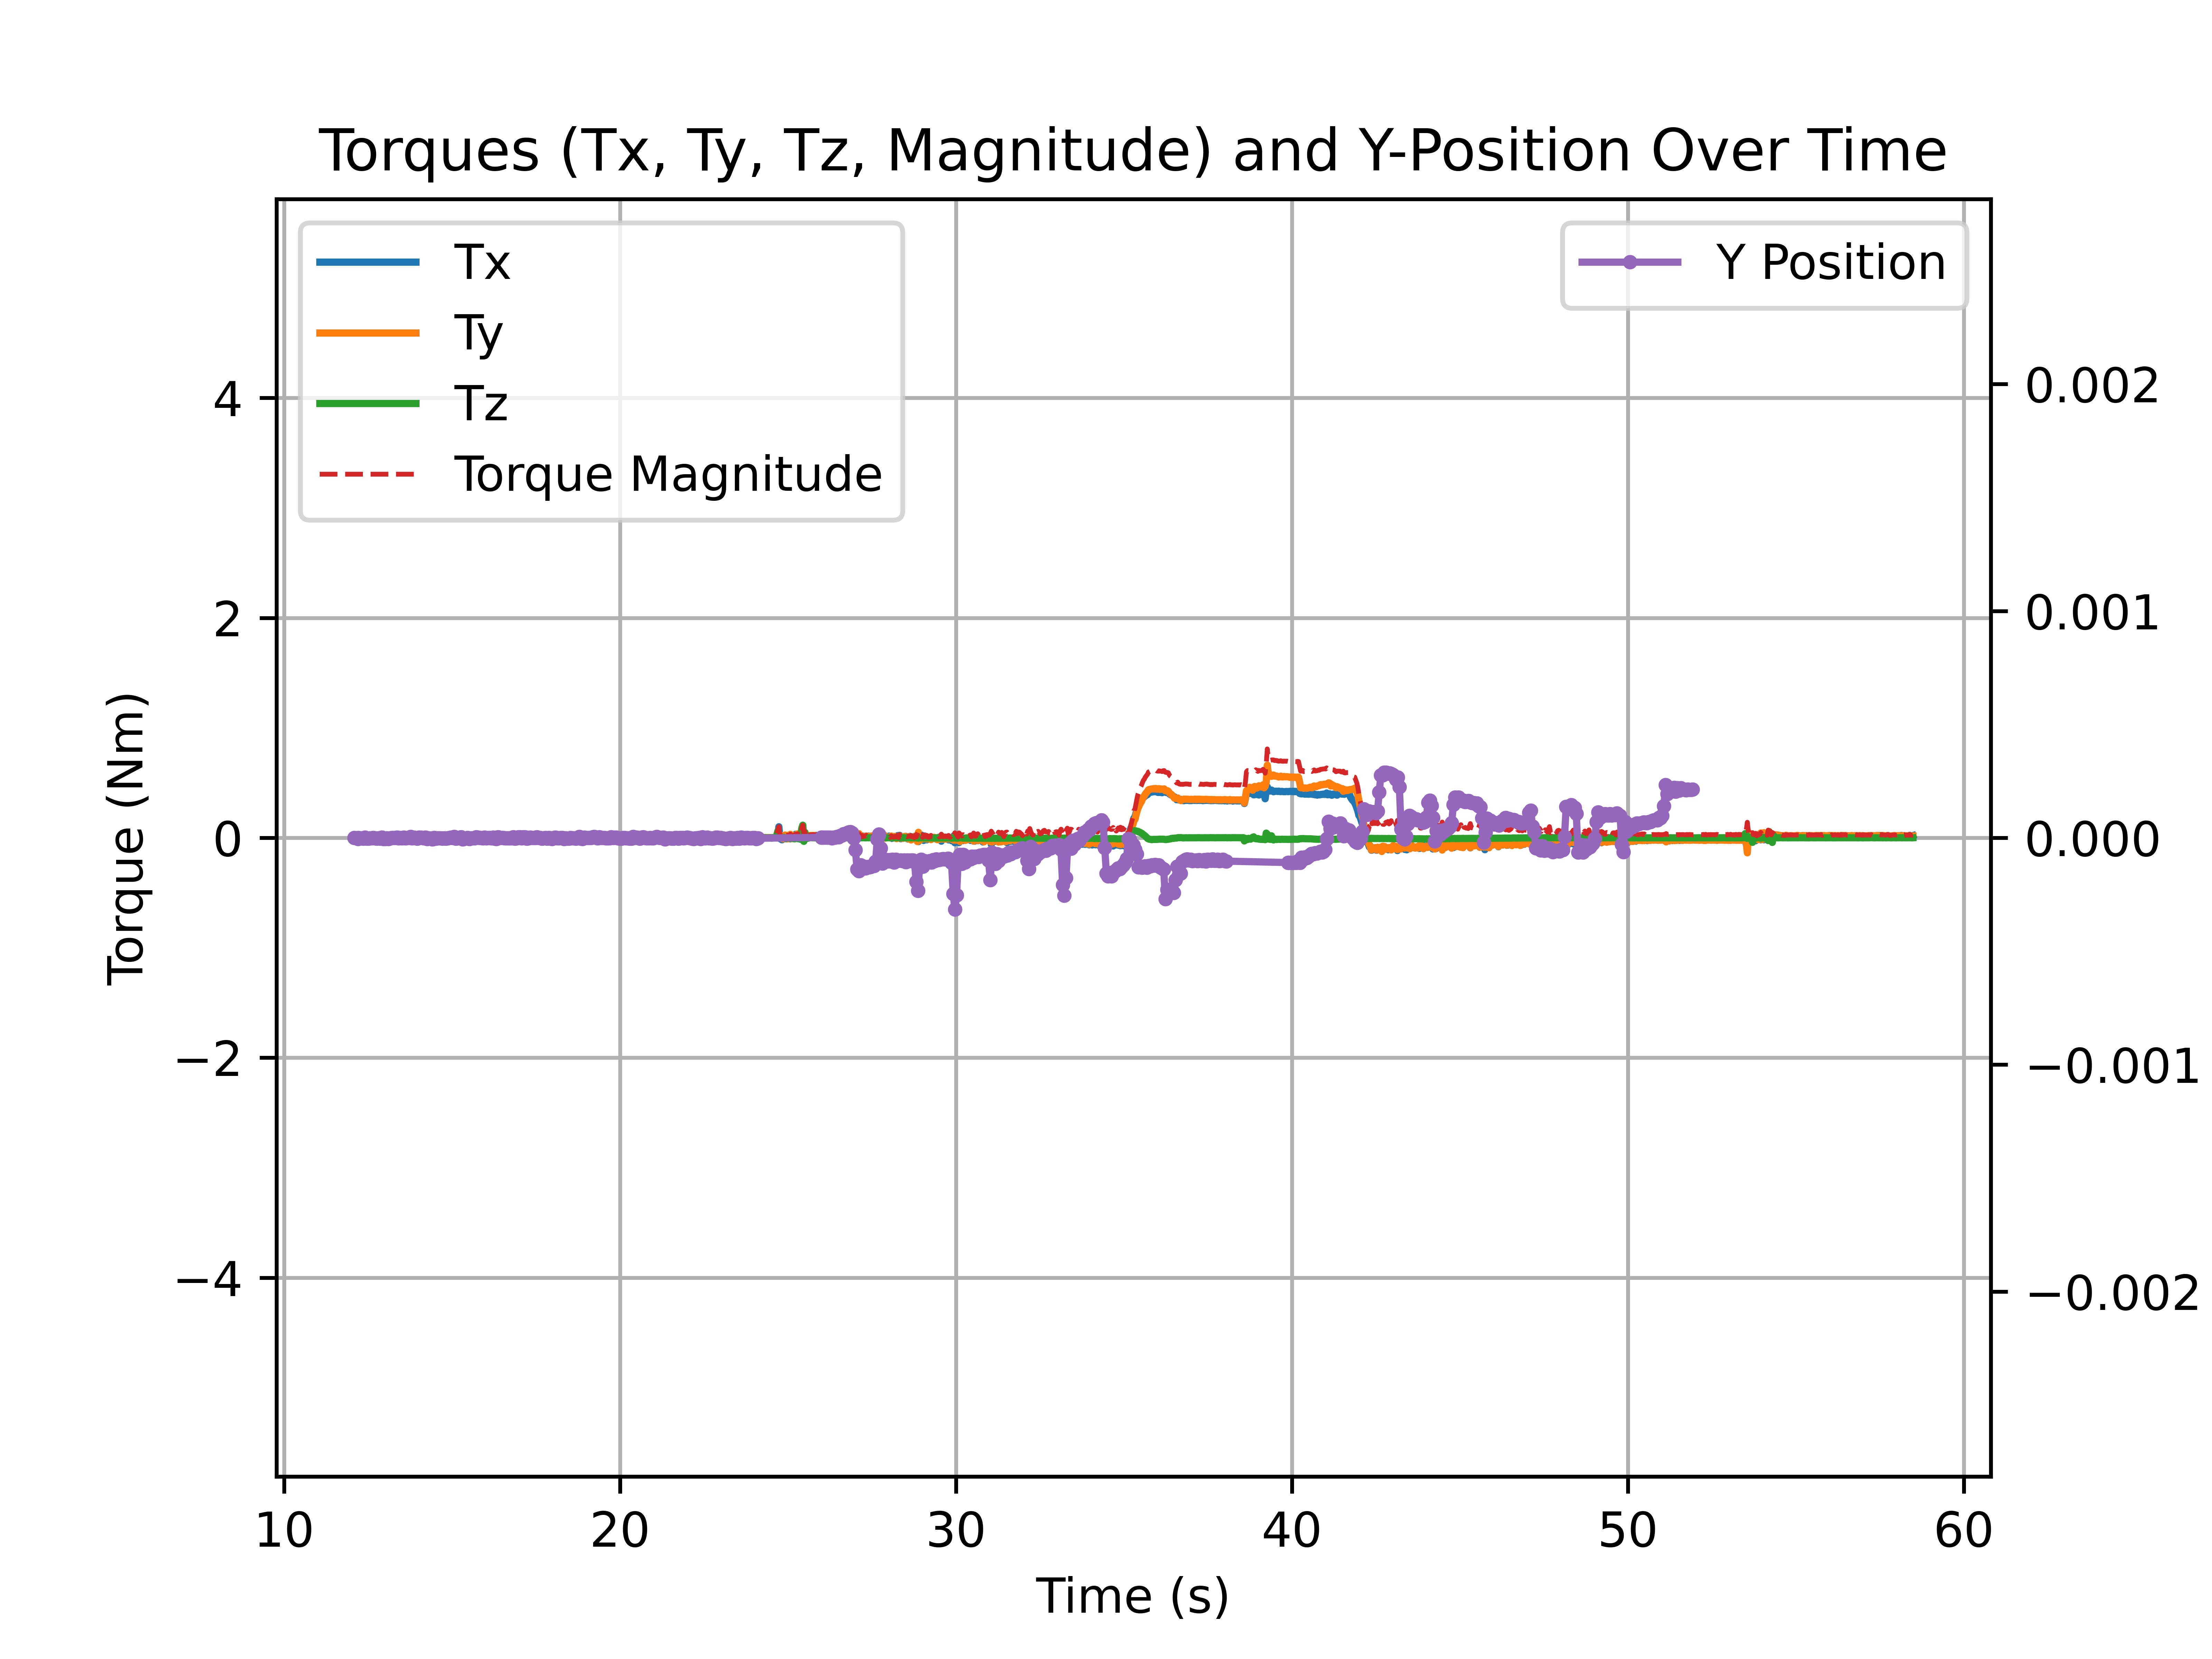 Torques (Tx, Ty, Tz, Magnitude) and Y-Position Over Time
Tx
Ty
Tz
Torque Magnitude
Y Position
Torque (Nm)
4
2
0
−2
−4
0.002
0.001
0.000
−0.001
−0.002
10 20 30 40 50 60
Time (s)